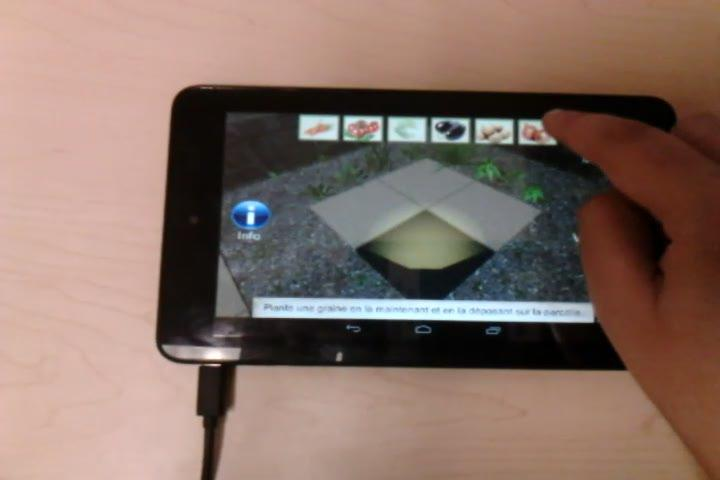 Info
Plante une graine en la maintenant et en la déposant sur la parcelle.